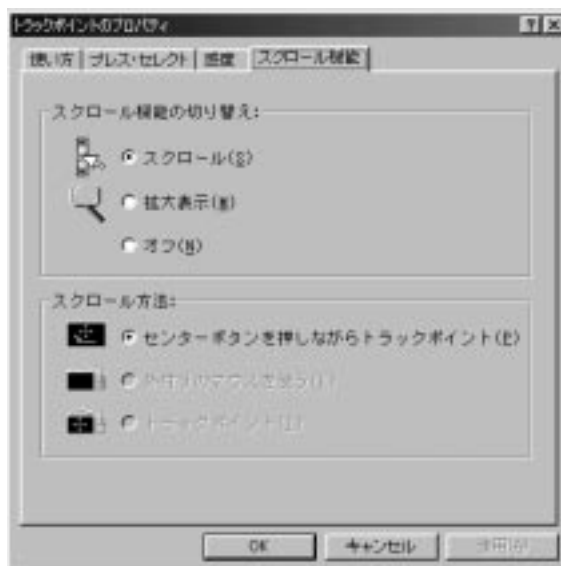 トラックポイントのプロパティ
使い方 プレス・セレクト 感度 スクロール機能
スクロール機能の切り替え:
スクロール(S)
拡大表示(M)
オフ(N)
スクロール方法:
センターボタンを押しながらトラックポイント(P)
OK キャンセル